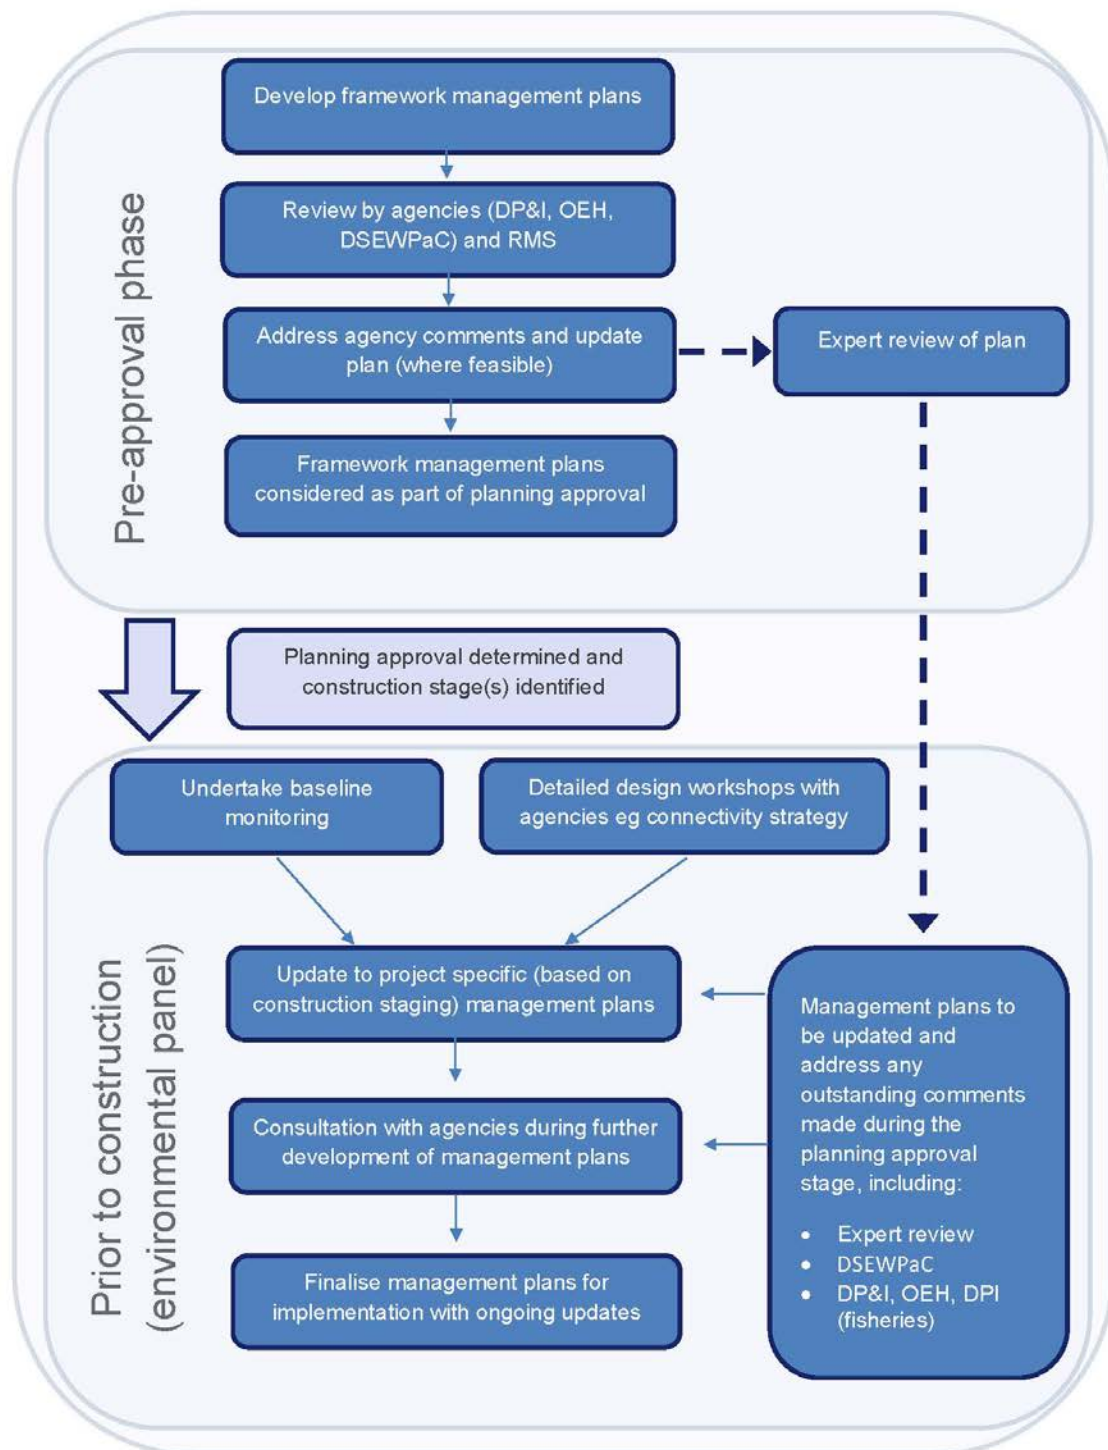 Pre-approval phase
Develop framework management plans
Review by agencies (DP&I, OEH,
DSEWPaC) and RMS
Address agency comments and update
plan (where feasible)
Expert review of plan
Framework management plans
considered as part of planning approval
Planning approval determined and
construction stage(s) identified
Prior to construction
(environmental panel)
Undertake baseline
monitoring
Detailed design workshops with
agencies eg connectivity strategy
Update to project specific (based on
construction staging) management plans
Consultation with agencies during further
development of management plans
Finalise management plans for
implementation with ongoing updates
Management plans to
be updated and
address any
outstanding comments
made during the
planning approval
stage, including:
• Expert review
• DSEWPaC
• DP&I, OEH, DPI
(fisheries)